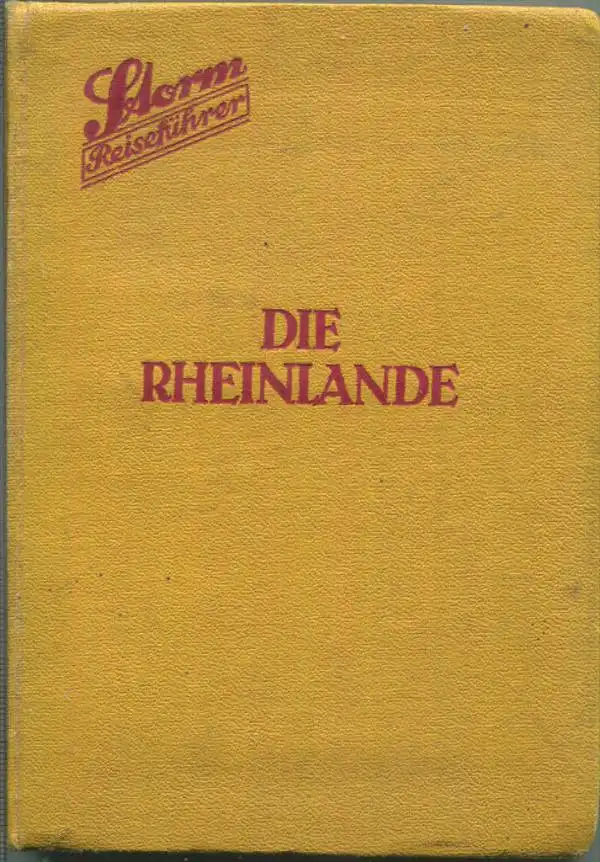 Storm
Reiseführer
DIE
RHEINLANDE